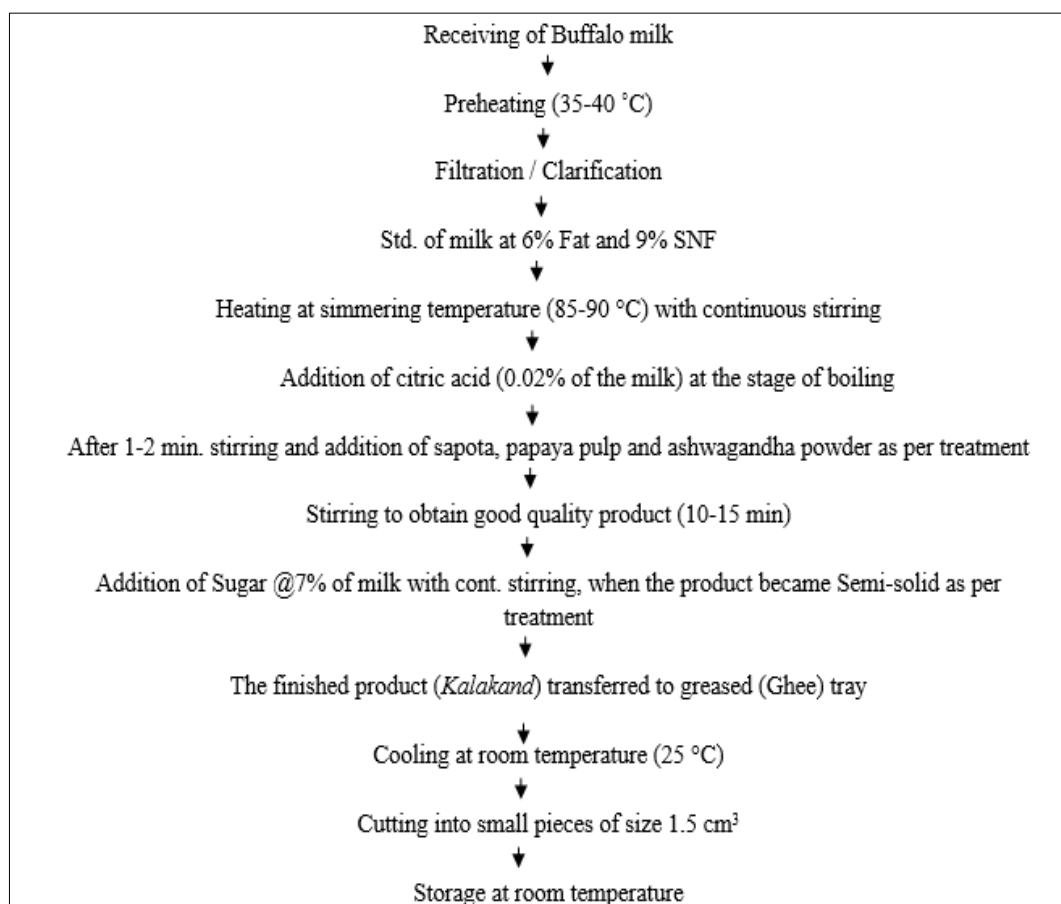 Receiving of Buffalo milk
Preheating (35-40 °C)
Filtration / Clarification
Std. of milk at 6% Fat and 9% SNF
Heating at simmering temperature (85-90 °C) with continuous stirring
Addition of citric acid (0.02% of the milk) at the stage of boiling
After 1-2 min. stirring and addition of sapota, papaya pulp and ashwagandha powder as per treatment
Stirring to obtain good quality product (10-15 min)
Addition of Sugar @7% of milk with cont. stirring, when the product became Semi-solid as per
treatment
The finished product (Kalakand) transferred to greased (Ghee) tray
Cooling at room temperature (25 °C)
Cutting into small pieces of size 1.5 cm³
Storage at room temperature